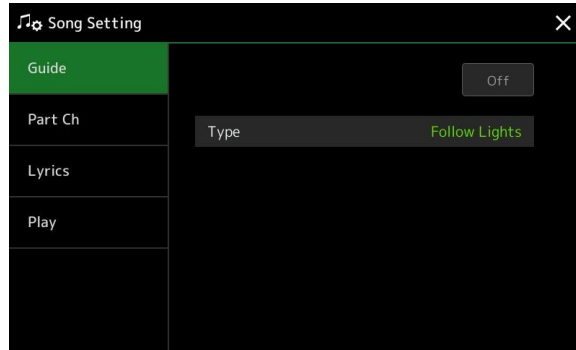 Song Setting
Guide
Off
Part Ch
Type Follow Lights
Lyrics
Play